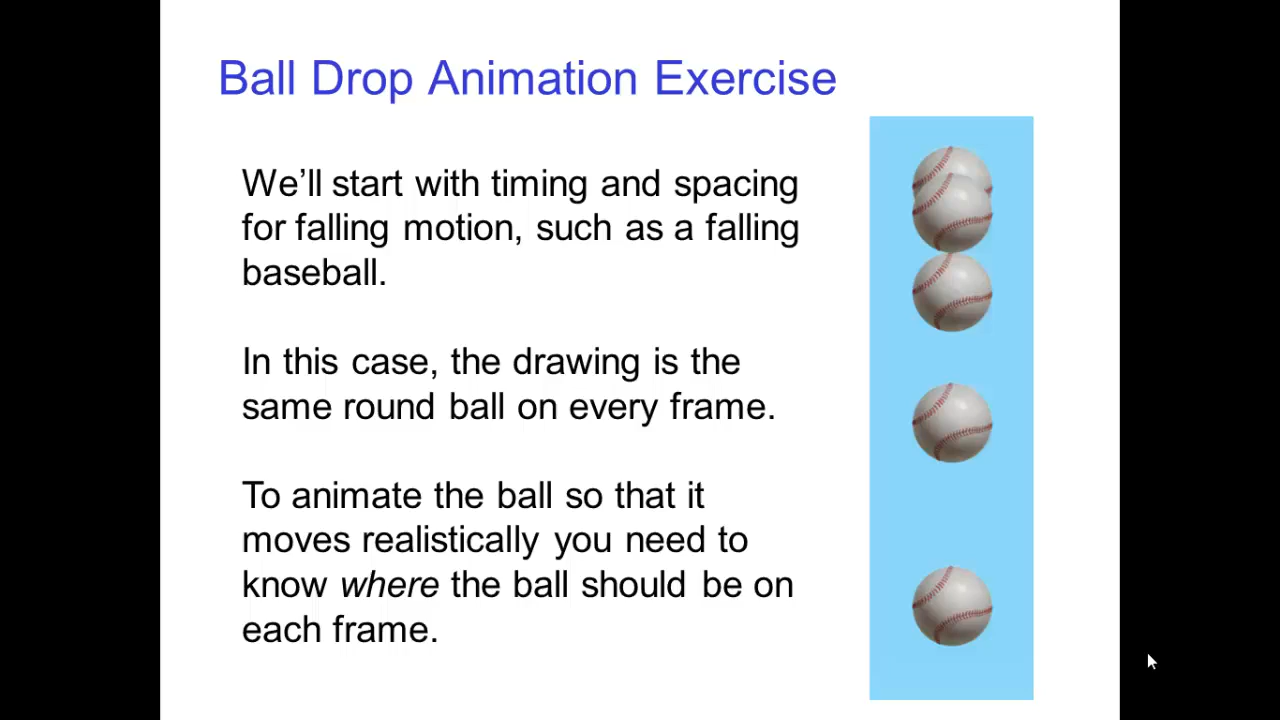 Ball Drop Animation Exercise
We’ll start with timing and spacing
for falling motion, such as a falling
baseball.
In this case, the drawing is the
same round ball on every frame.
To animate the ball so that it
moves realistically you need to
know where the ball should be on
each frame.